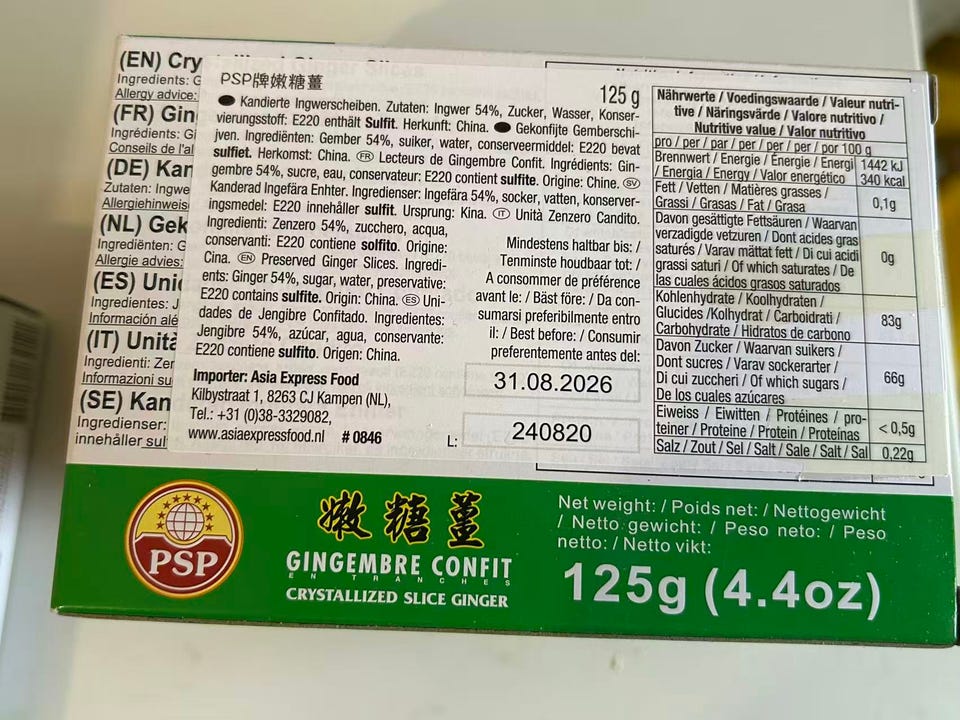 (EN) Cry
Ingredients: G
Allergy advice:
(FR) Gin
Ingrédients: Gi
Conseils de l'al
(DE) Kan
Zutaten: Ingwe
Allergiehinweis
(NL) Gek
Ingrediënten: G
Allergie advies:
(ES) Unid
Ingredientes: J
Información alé
(IT) Unità
Ingredienti: Zer
Informazioni su
(SE) Kan
Ingredienser:
innehåller sul
PSP牌嫩糖薑
125 g
Kandierte Ingwerscheiben. Zutaten: Ingwer 54%, Zucker, Wasser, Konser-
vierungsstoff: E220 enthält Sulfit. Herkunft: China. Gekonfijte Gemberschi-
jven. Ingrediënten: Gember 54%, suiker, water, conserveermiddel: E220 bevat
sulfiet. Herkomst: China. FR Lecteurs de Gingembre Confit. Ingrédients: Gin-
gembre 54%, sucre, eau, conservateur: E220 contient sulfite. Origine: Chine. SV
Kanderad Ingefära Enhter. Ingredienser: Ingefära 54%, socker, vatten, konserver-
ingsmedel: E220 innehåller sulfit. Ursprung: Kina. IT Unità Zenzero Candito.
Ingredienti: Zenzero 54%, zucchero, acqua,
conservanti: E220 contiene solfito. Origine:
Cina. EN Preserved Ginger Slices. Ingredi-
ents: Ginger 54%, sugar, water, preservative:
E220 contains sulfite. Origin: China. ES Uni-
dades de Jengibre Confitado. Ingredientes:
Jengibre 54%, azúcar, agua, conservante:
E220 contiene sulfito. Origen: China.
Importer: Asia Express Food
Kilbystraat 1, 8263 CJ Kampen (NL),
Tel.: +31 (0)38-3329082,
www.asiaexpressfood.nl # 0846
Mindestens haltbar bis: /
Tenminste houdbaar tot: /
A consommer de préférence
avant le: / Bäst före: / Da con-
sumarsi preferibilmente entro
il: / Best before: / Consumir
preferentemente antes del:
31.08.2026
L: 240820
Nährwerte / Voedingswaarde / Valeur nutri-
tive / Näringsvärde / Valore nutritivo /
Nutritive value / Valor nutritivo
pro / per / par / per / per / per / por 100 g
Brennwert / Energie / Énergie / Energi 1442 kJ
/ Energia / Energy / Valor energético 340 kcal
Fett / Vetten / Matières grasses /
Grassi / Grasas / Fat / Grasa 0,1g
Davon gesättigte Fettsäuren / Waarvan
verzadigde vetzuren / Dont acides gras
saturés / Varav mättat fett / Di cui acidi 0g
grassi saturi / Of which saturates / De
las cuales ácidos grasos saturados
Kohlenhydrate / Koolhydraten /
Glucides /Kolhydrat / Carboidrati / 83g
Carbohydrate / Hidratos de carbono
Davon Zucker / Waarvan suikers /
Dont sucres / Varav sockerarter /
Di cui zuccheri / Of which sugars / 66g
De los cuales azúcares
Eiweiss / Eiwitten / Protéines / pro-
teiner / Proteine / Protein / Proteínas < 0,5g
Salz / Zout / Sel / Salt / Sale / Salt / Sal 0,22g
PSP
嫩糖薑
GINGEMBRE CONFIT
EN TRANCHES
CRYSTALLIZED SLICE GINGER
Net weight: / Poids net: / Nettogewicht
/ Netto gewicht: / Peso neto: / Peso
netto: / Netto vikt:
125g (4.4oz)